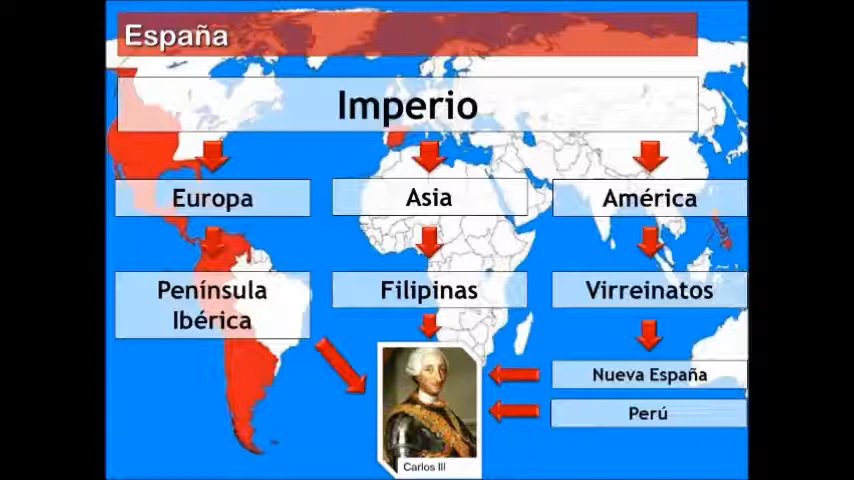 España
Imperio
Europa
Asia
América
Península
Ibérica
Filipinas
Virreinatos
Nueva España
Perú
Carlos III